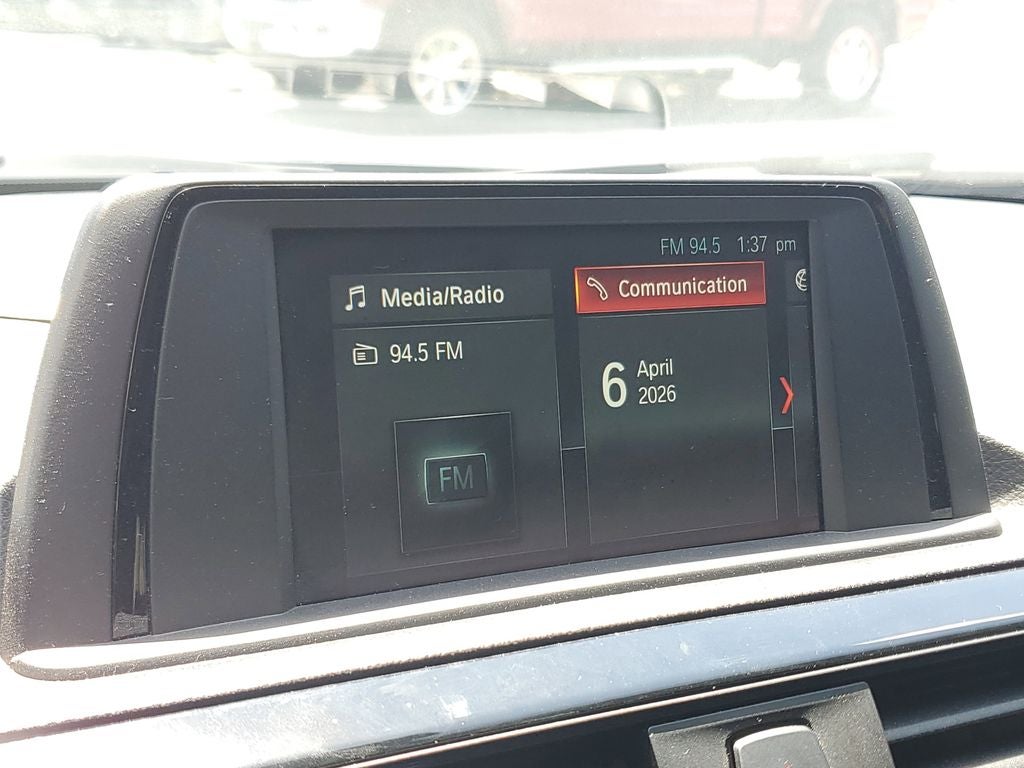 FM 94.5 1:37 pm
Media/Radio
Communication
94.5 FM
6 April
2026
FM